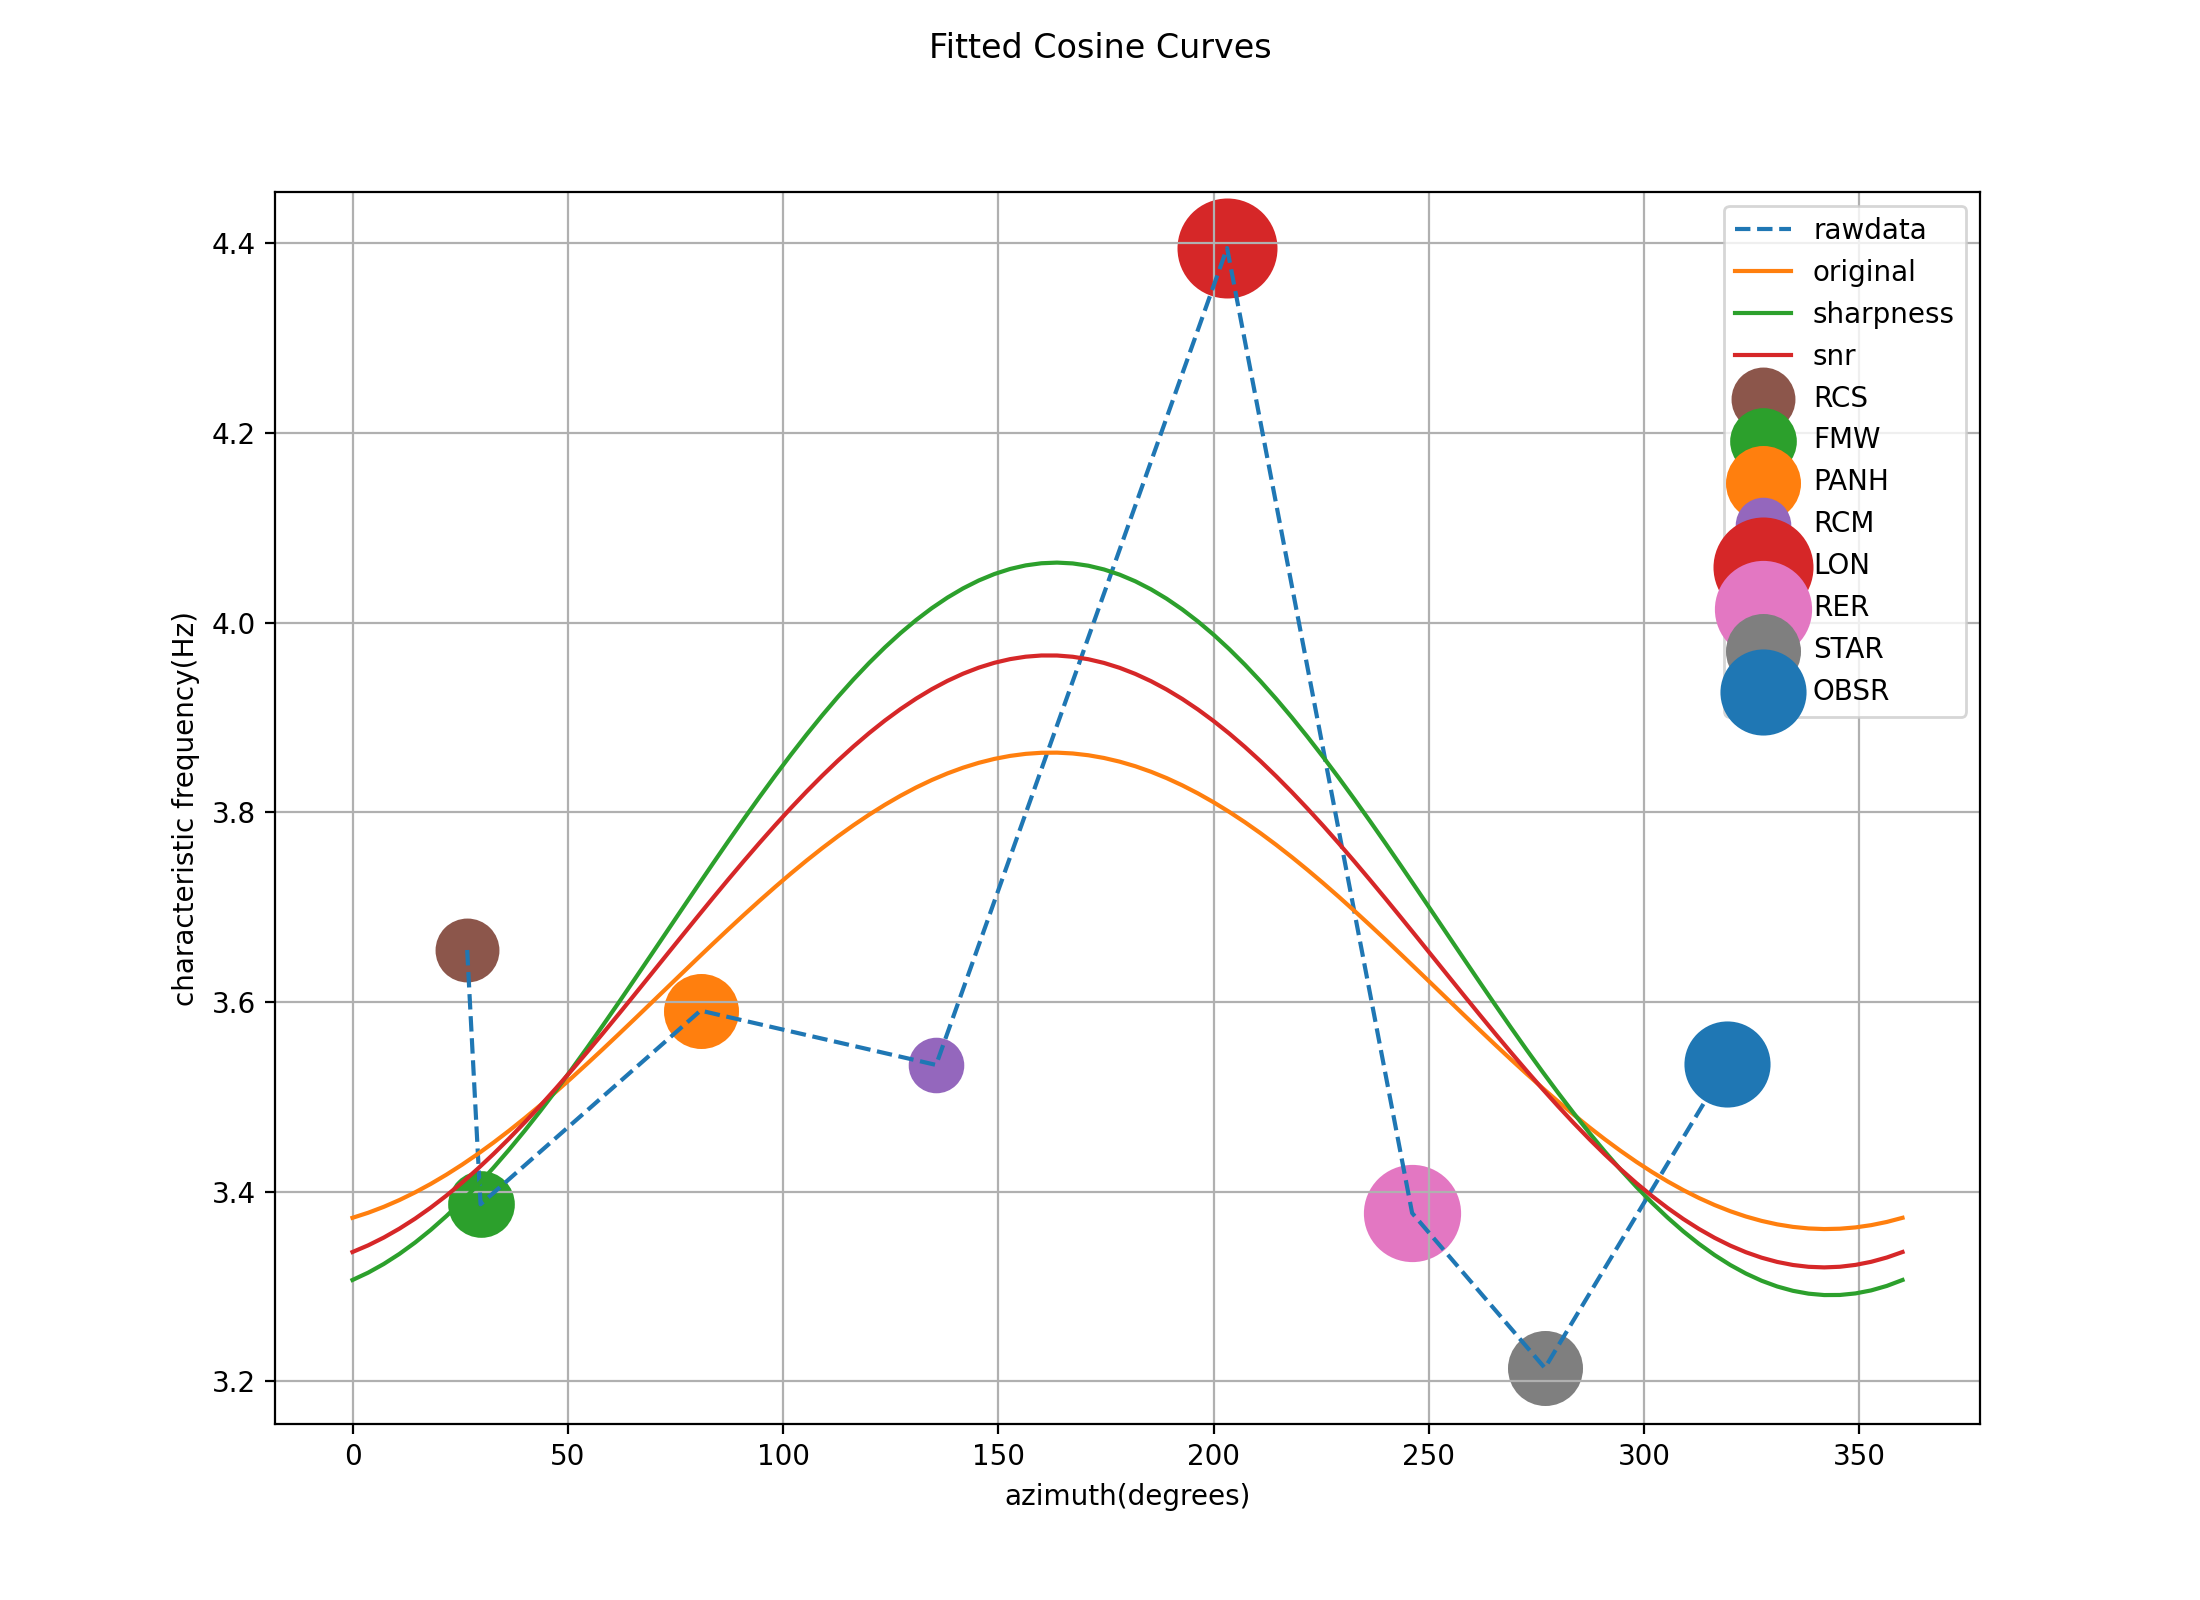 Fitted Cosine Curves
4.4
4.2
4.0
3.8
3.6
3.4
3.2
characteristic frequency(Hz)
0 50 100 150 200 250 300 350
azimuth(degrees)
rawdata
original
sharpness
snr
RCS
FMW
PANH
RCM
LON
RER
STAR
OBSR